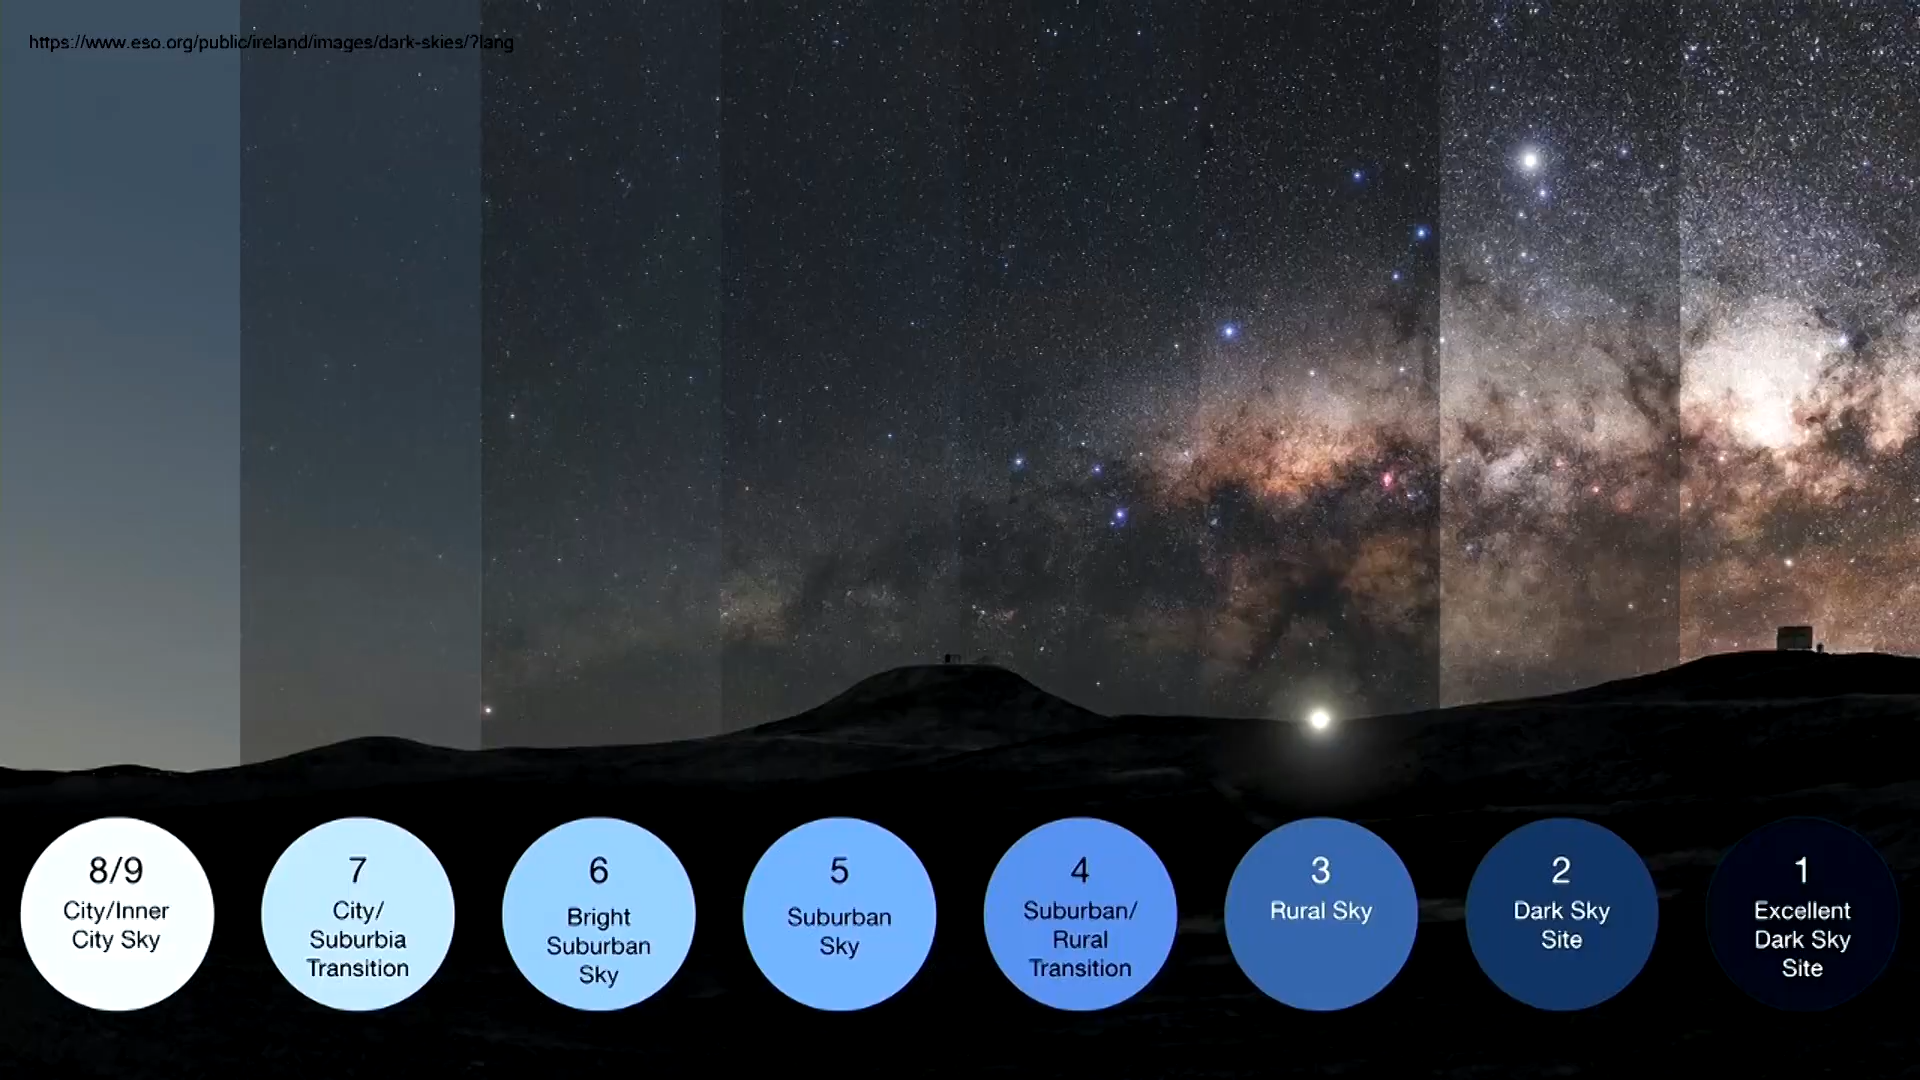 https://www.eso.org/public/ireland/images/dark-skies/?lang
8/9
City/Inner
City Sky
7
City/
Suburbia
Transition
6
Bright
Suburban
Sky
5
Suburban
Sky
4
Suburban/
Rural
Transition
3
Rural Sky
2
Dark Sky
Site
1
Excellent
Dark Sky
Site